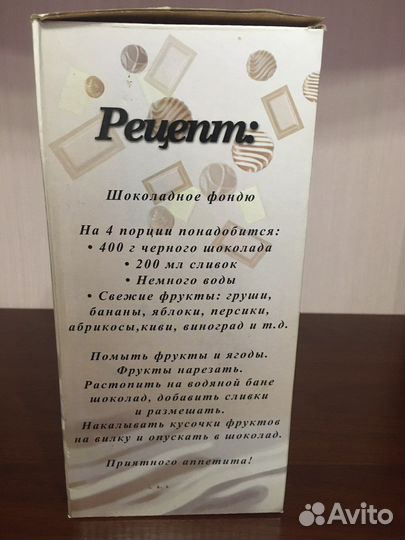 Рецепт:
Шоколадное фондю
На 4 порции понадобится:
• 400 г черного шоколада
• 200 мл сливок
• Немного воды
• Свежие фрукты: груши,
бананы, яблоки, персики,
абрикосы,киви, виноград и т.д.
Помыть фрукты и ягоды.
Фрукты нарезать.
Растопить на водяной бане
шоколад, добавить сливки
и размешать.
Накалывать кусочки фруктов
на вилку и опускать в шоколад.
Приятного аппетита!
Avito